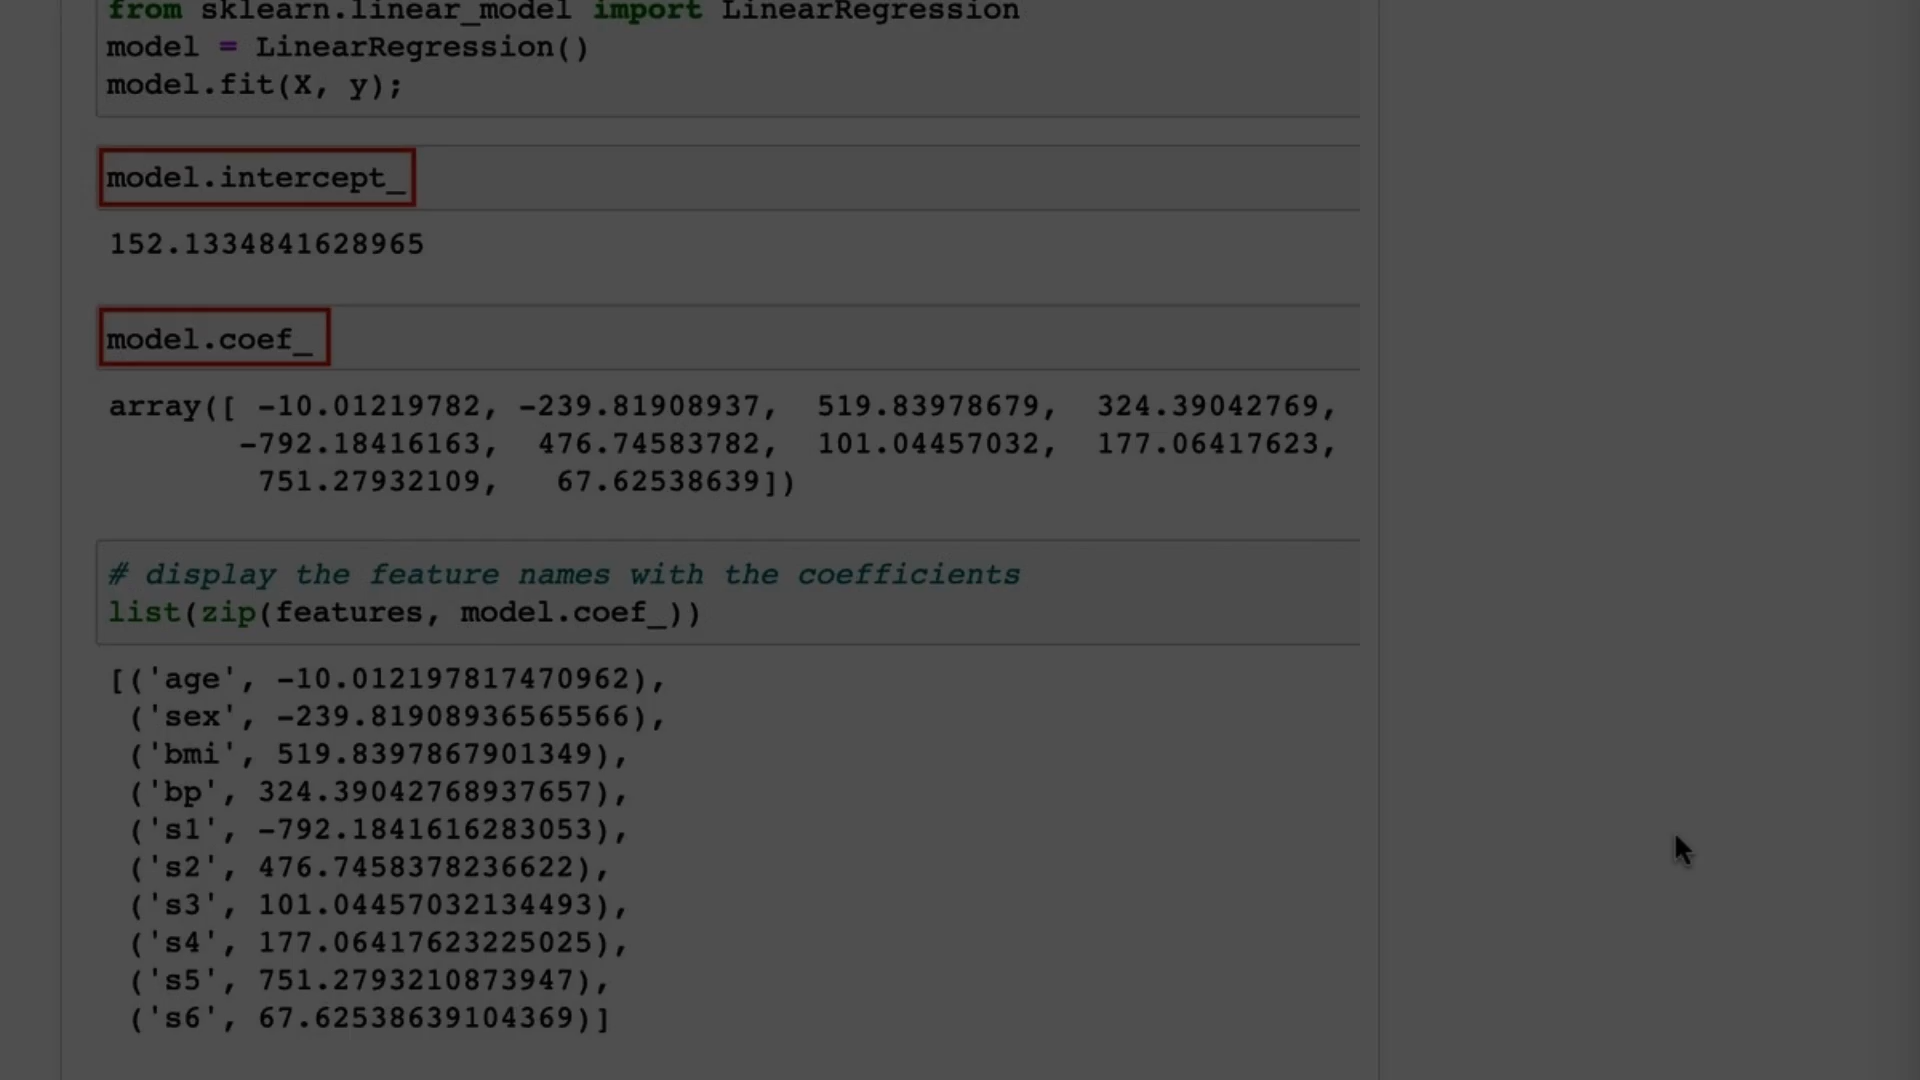 from sklearn.linear_model import LinearRegression
model = LinearRegression()
model.fit(X, y);
model.intercept_
152.1334841628965
model.coef_
array([ -10.01219782, -239.81908937, 519.83978679, 324.39042769,
-792.18416163, 476.74583782, 101.04457032, 177.06417623,
751.27932109, 67.62538639])
# display the feature names with the coefficients
list(zip(features, model.coef_))
[('age', -10.012197817470962),
('sex', -239.81908936565566),
('bmi', 519.8397867901349),
('bp', 324.39042768937657),
('s1', -792.1841616283053),
('s2', 476.7458378236622),
('s3', 101.04457032134493),
('s4', 177.06417623225025),
('s5', 751.2793210873947),
('s6', 67.62538639104369)]